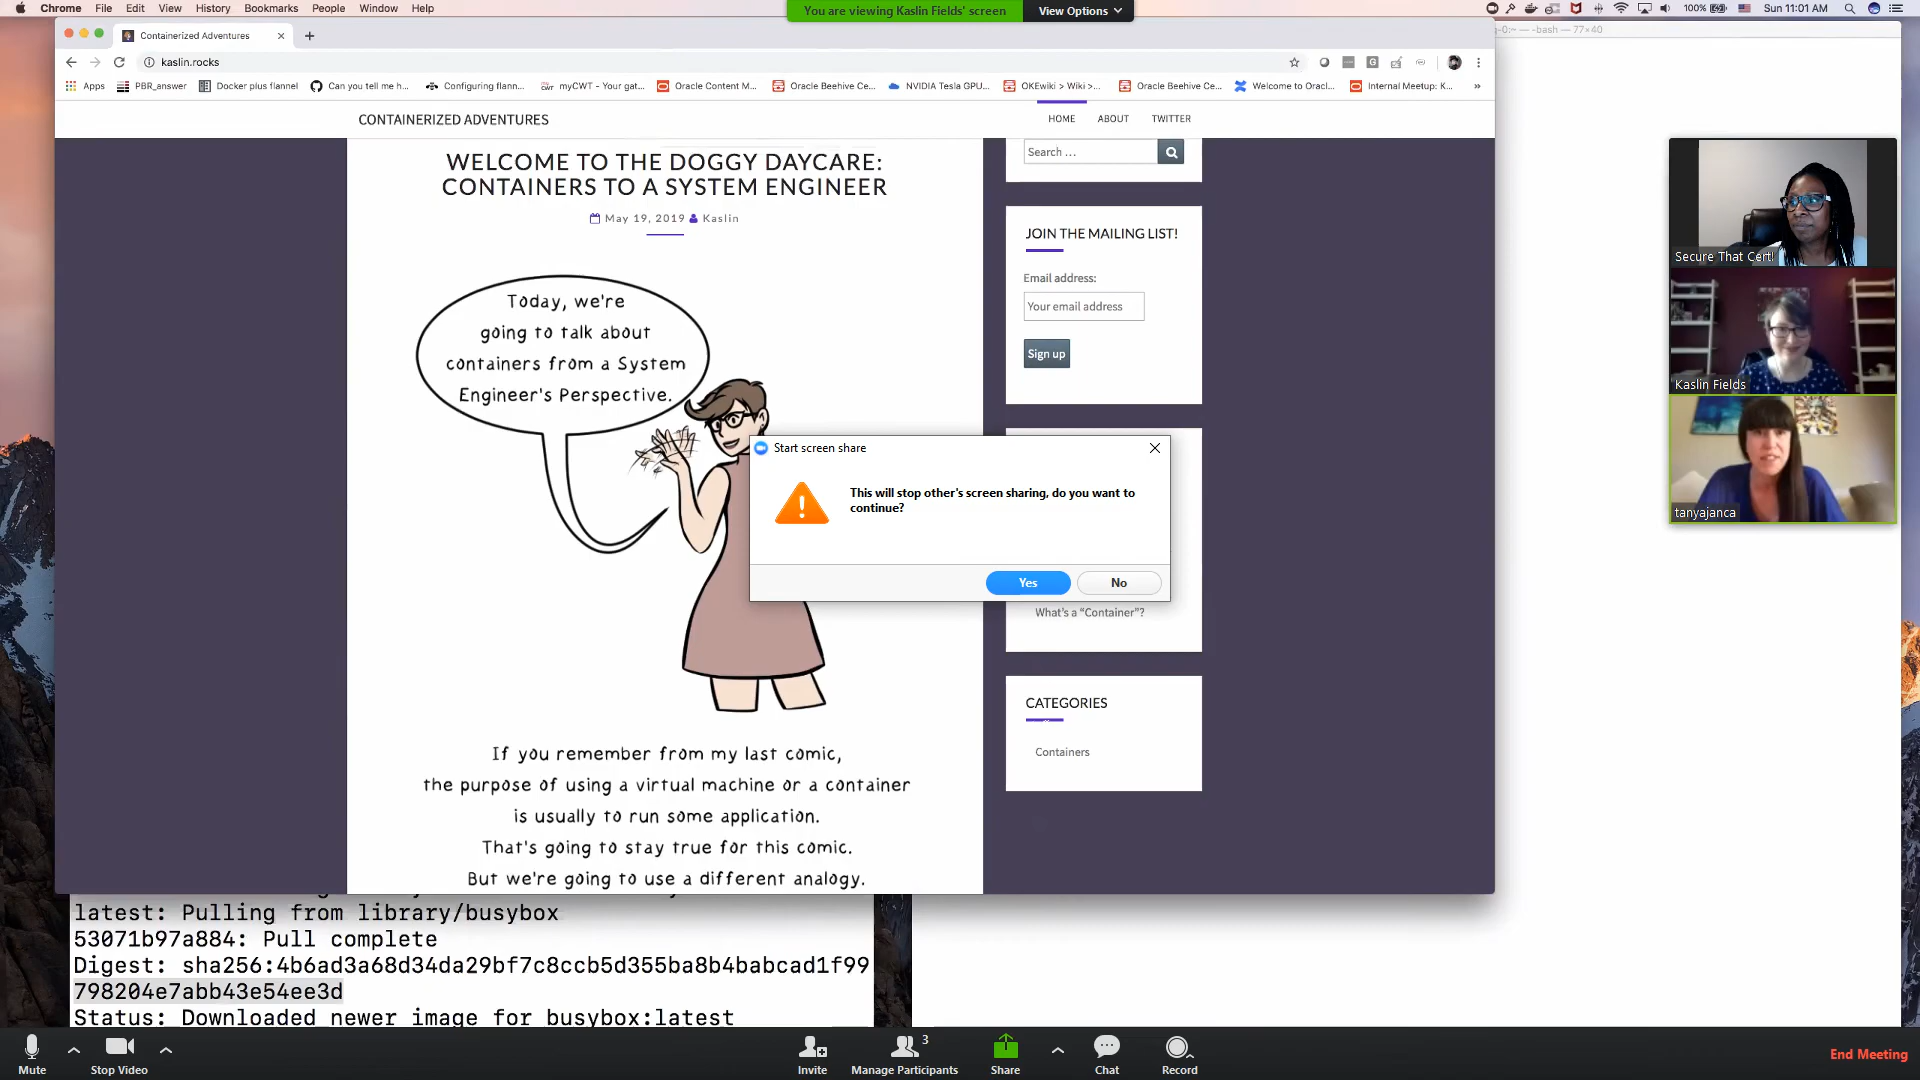 Chrome File Edit View History Bookmarks People Window Help
You are viewing Kaslin Fields' screen
View Options
100%
Sun 11:01 AM
Containerized Adventures
-bash — 77×40
kaslin.rocks
Apps PBR_answer Docker plus flannel Can you tell me h... Configuring flann... myCWT - Your gat... Oracle Content M... Oracle Beehive Ce... NVIDIA Tesla GPU... OKEwiki > Wiki >... Oracle Beehive Ce... Welcome to Oracl... Internal Meetup: K... »
CONTAINERIZED ADVENTURES
HOME ABOUT TWITTER
WELCOME TO THE DOGGY DAYCARE:
CONTAINERS TO A SYSTEM ENGINEER
May 19, 2019 Kaslin
Today, we're
going to talk about
containers from a System
Engineer's Perspective.
If you remember from my last comic,
the purpose of using a virtual machine or a container
is usually to run some application.
That's going to stay true for this comic.
But we're going to use a different analogy.
Search ...
JOIN THE MAILING LIST!
Email address:
Your email address
Sign up
Start screen share
This will stop other's screen sharing, do you want to
continue?
Yes No
What's a “Container”?
CATEGORIES
Containers
Secure That Cert!
Kaslin Fields
tanyajanca
latest: Pulling from library/busybox
53071b97a884: Pull complete
Digest: sha256:4b6ad3a68d34da29bf7c8ccb5d355ba8b4babcad1f99
798204e7abb43e54ee3d
Status: Downloaded newer image for busybox:latest
Mute Stop Video Invite Manage Participants 3 Share Chat Record End Meeting